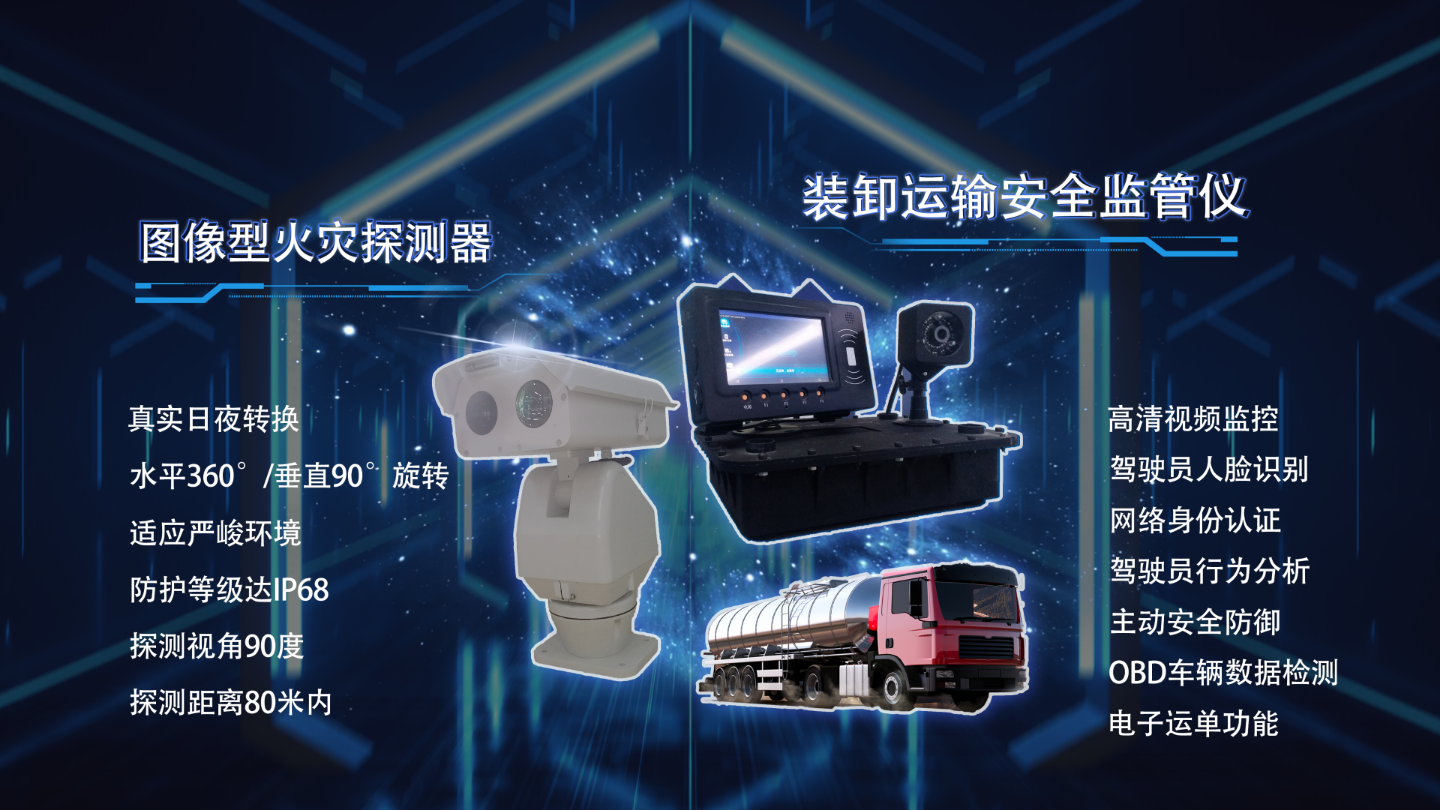 图像型火灾探测器
真实日夜转换
水平360°/垂直90°旋转
适应严峻环境
防护等级达IP68
探测视角90度
探测距离80米内
装卸运输安全监管仪
高清视频监控
驾驶员人脸识别
网络身份认证
驾驶员行为分析
主动安全防御
OBD车辆数据检测
电子运单功能